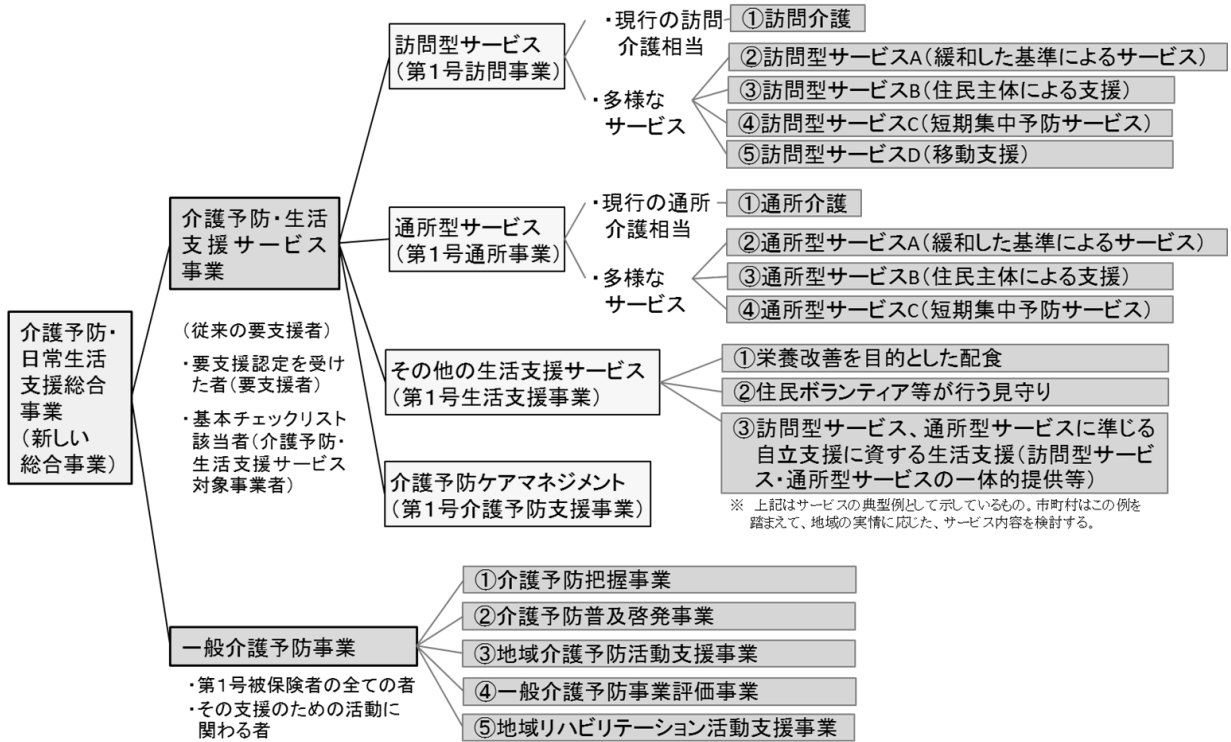 介護予防・
日常生活
支援総合
事業
(新しい
総合事業)
介護予防・生活
支援サービス
事業
(従来の要支援者)
・要支援認定を受け
た者(要支援者)
・基本チェックリスト
該当者(介護予防・
生活支援サービス
対象事業者)
訪問型サービス
(第1号訪問事業)
・現行の訪問
介護相当
①訪問介護
・多様な
サービス
②訪問型サービスA(緩和した基準によるサービス)
③訪問型サービスB(住民主体による支援)
④訪問型サービスC(短期集中予防サービス)
⑤訪問型サービスD(移動支援)
通所型サービス
(第1号通所事業)
・現行の通所
介護相当
①通所介護
・多様な
サービス
②通所型サービスA(緩和した基準によるサービス)
③通所型サービスB(住民主体による支援)
④通所型サービスC(短期集中予防サービス)
その他の生活支援サービス
(第1号生活支援事業)
①栄養改善を目的とした配食
②住民ボランティア等が行う見守り
③訪問型サービス、通所型サービスに準じる
自立支援に資する生活支援(訪問型サービ
ス・通所型サービスの一体的提供等)
※ 上記はサービスの典型例として示しているもの。市町村はこの例を
踏まえて、地域の実情に応じた、サービス内容を検討する。
介護予防ケアマネジメント
(第1号介護予防支援事業)
一般介護予防事業
・第1号被保険者の全ての者
・その支援のための活動に
関わる者
①介護予防把握事業
②介護予防普及啓発事業
③地域介護予防活動支援事業
④一般介護予防事業評価事業
⑤地域リハビリテーション活動支援事業